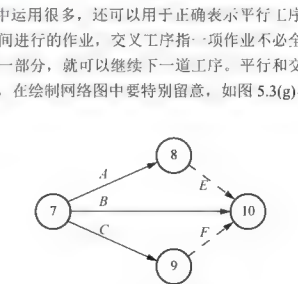 中运用很多，还可以用于正确表示平行工序
间进行的作业，交叉工序指一项作业不必全
一部分，就可以继续下一道工序。平行和交
，在绘制网络图中要特别留意，如图 5.3(g)
A
8
E
7
B
10
C
F
9